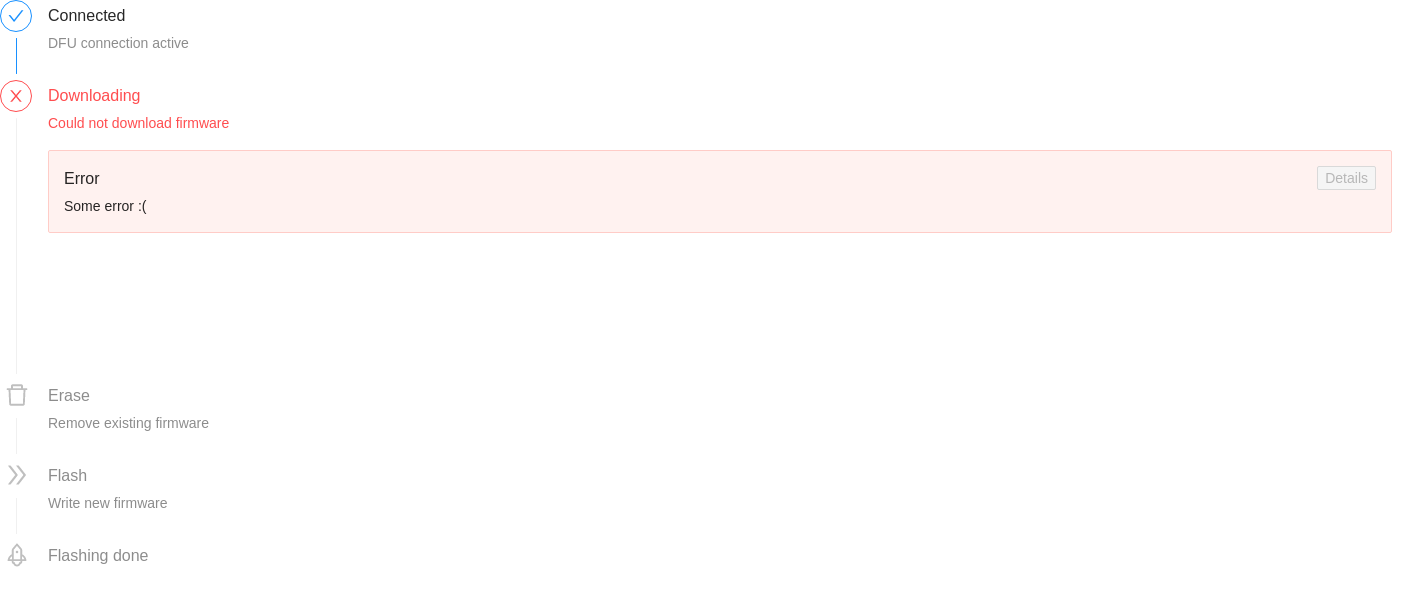 Connected
DFU connection active
Downloading
Could not download firmware
Error
Details
Some error :(
Erase
Remove existing firmware
Flash
Write new firmware
Flashing done